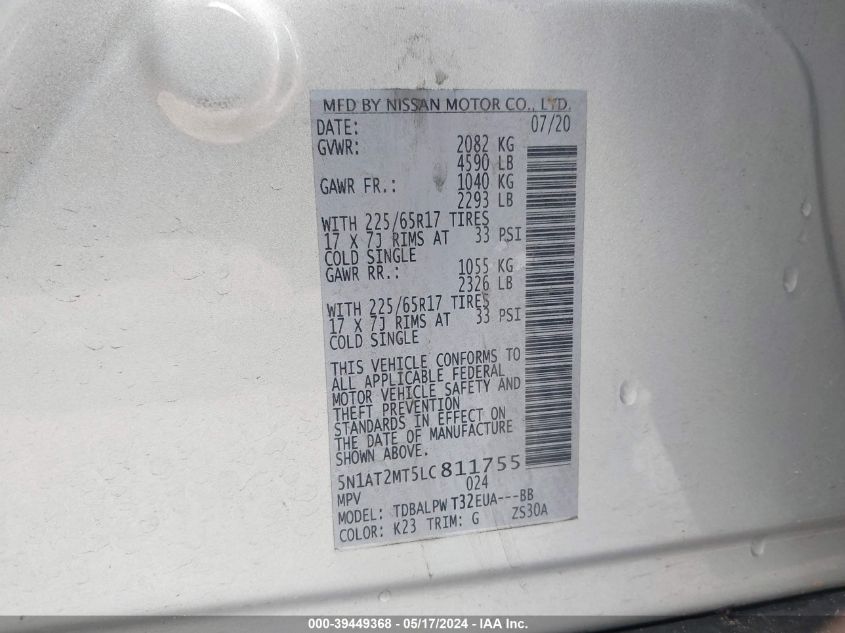 MFD BY NISSAN MOTOR CO., LTD.
DATE: 07/20
GVWR: 2082 KG
4590 LB
GAWR FR.: 1040 KG
2293 LB
WITH 225/65R17 TIRES
17 X 7J RIMS AT 33 PSI
COLD SINGLE
GAWR RR.: 1055 KG
2326 LB
WITH 225/65R17 TIRES
17 X 7J RIMS AT 33 PSI
COLD SINGLE
THIS VEHICLE CONFORMS TO
ALL APPLICABLE FEDERAL
MOTOR VEHICLE SAFETY AND
THEFT PREVENTION
STANDARDS IN EFFECT ON
THE DATE OF MANUFACTURE
SHOWN ABOVE.
5N1AT2MT5LC811755
MPV 024
MODEL: TDBALPW T32EUA---BB
COLOR: K23 TRIM: G ZS30A
000-39449368 - 05/17/2024 - IAA Inc.